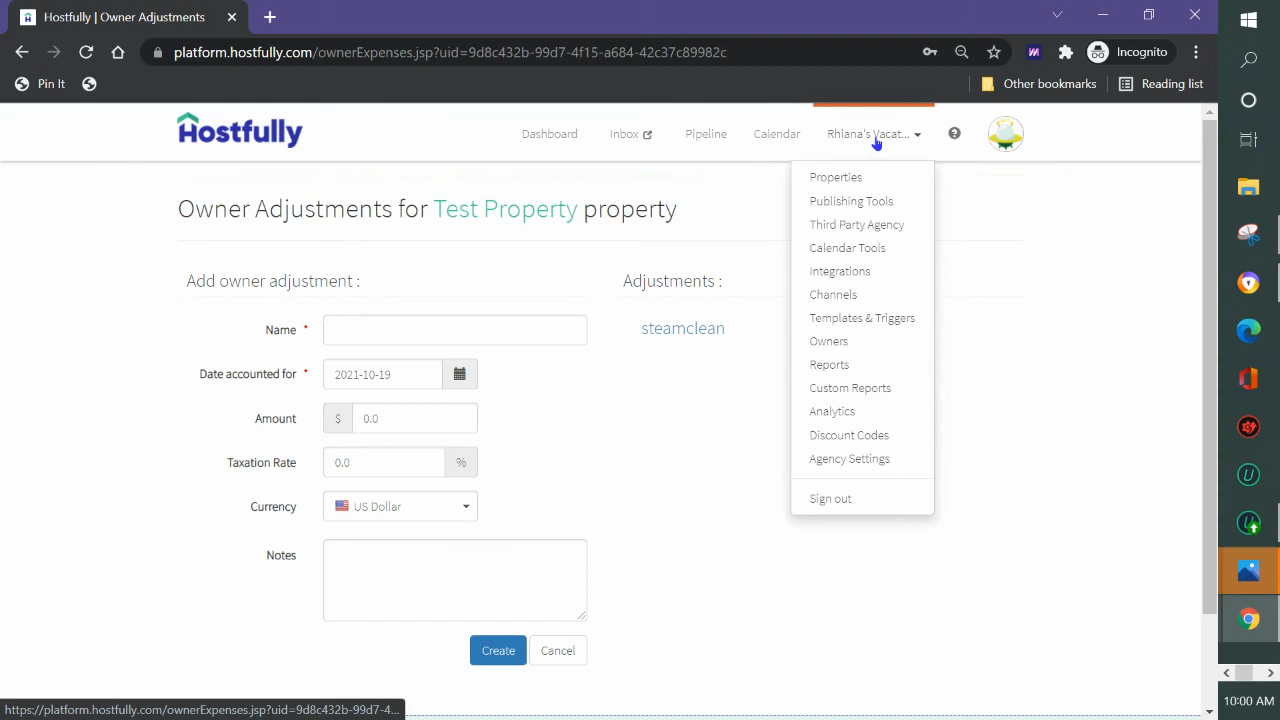 Hostfully | Owner Adjustments
platform.hostfully.com/ownerExpenses.jsp?uid=9d8c432b-99d7-4f15-a684-42c37c89982c
Incognito
Pin It
Other bookmarks
Reading list
Hostfully
Dashboard
Inbox
Pipeline
Calendar
Rhiana's Vacat...
Owner Adjustments for Test Property property
Properties
Publishing Tools
Third Party Agency
Calendar Tools
Integrations
Channels
Templates & Triggers
Owners
Reports
Custom Reports
Analytics
Discount Codes
Agency Settings
Sign out
Add owner adjustment :
Name *
Date accounted for * 2021-10-19
Amount $ 0.0
Taxation Rate 0.0 %
Currency US Dollar
Notes
Create Cancel
Adjustments :
steamclean
https://platform.hostfully.com/ownerExpenses.jsp?uid=9d8c432b-99d7-4...
10:00 AM